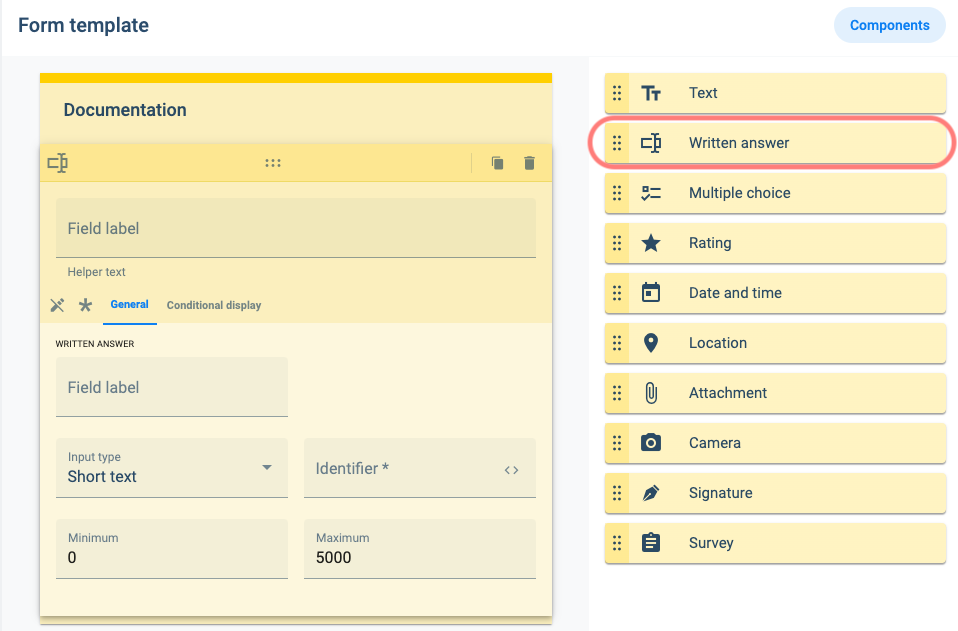 Form template
Components
Documentation
Field label
Helper text
General
Conditional display
WRITTEN ANSWER
Field label
Input type
Short text
Identifier *
Minimum
0
Maximum
5000
Text
Written answer
Multiple choice
Rating
Date and time
Location
Attachment
Camera
Signature
Survey